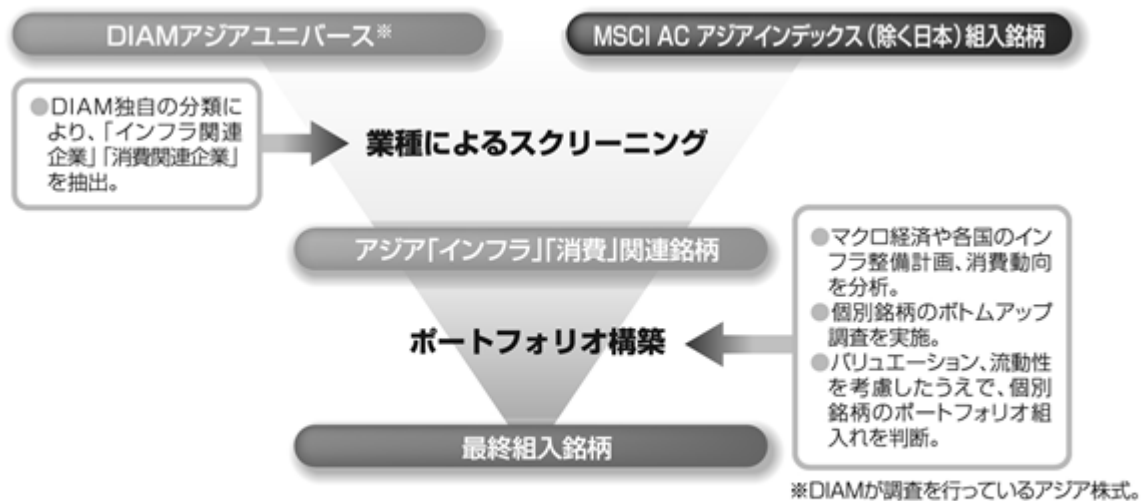 DIAMアジアユニバース※
MSCI AC アジアインデックス(除く日本)組入銘柄
●DIAM独自の分類に
より、「インフラ関連
企業」「消費関連企業」
を抽出。
業種によるスクリーニング
アジア「インフラ」「消費」関連銘柄
●マクロ経済や各国のイン
フラ整備計画、消費動向
を分析。
●個別銘柄のボトムアップ
調査を実施。
●バリュエーション、流動性
を考慮したうえで、個別
銘柄のポートフォリオ組
入れを判断。
ポートフォリオ構築
最終組入銘柄
※DIAMが調査を行っているアジア株式。